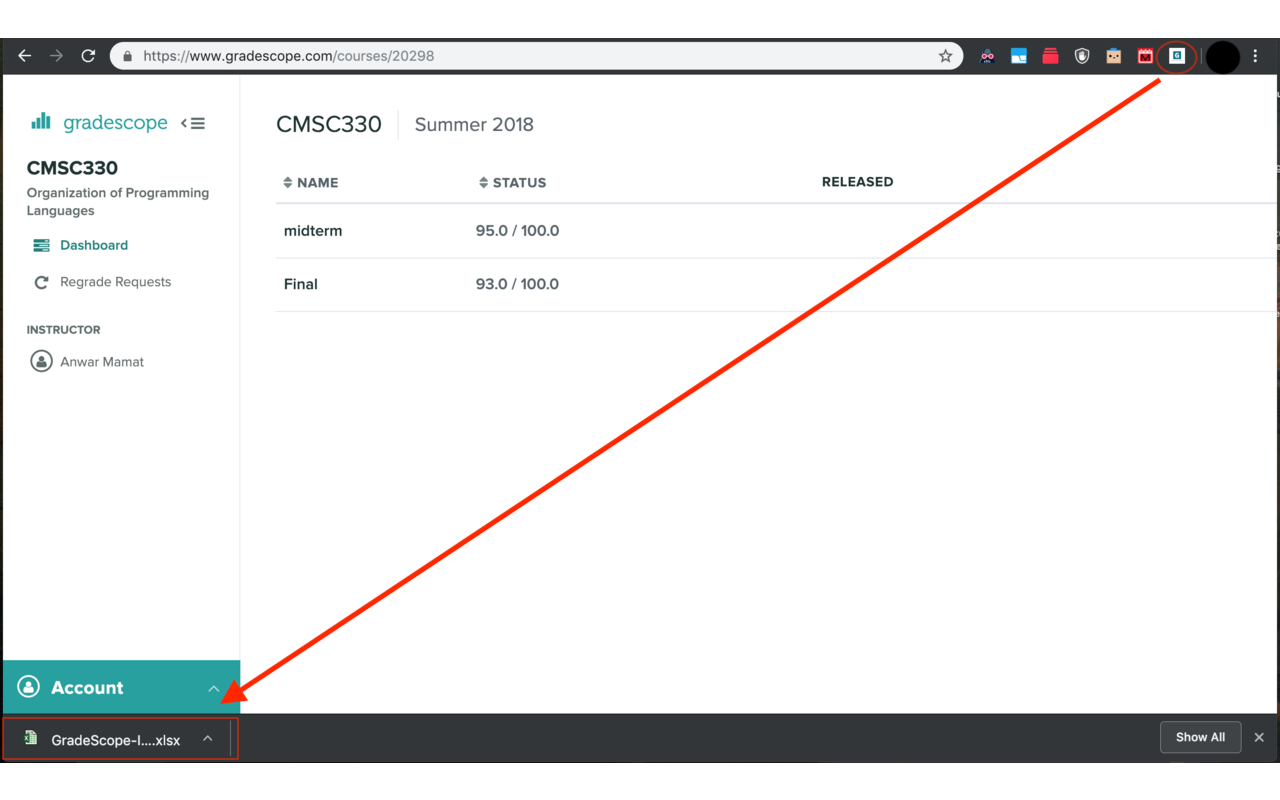 https://www.gradescope.com/courses/20298
gradescope
CMSC330
Organization of Programming
Languages
Dashboard
Regrade Requests
INSTRUCTOR
Anwar Mamat
Account
CMSC330
Summer 2018
NAME
STATUS
RELEASED
midterm
95.0 / 100.0
Final
93.0 / 100.0
GradeScope-I....xlsx
Show All